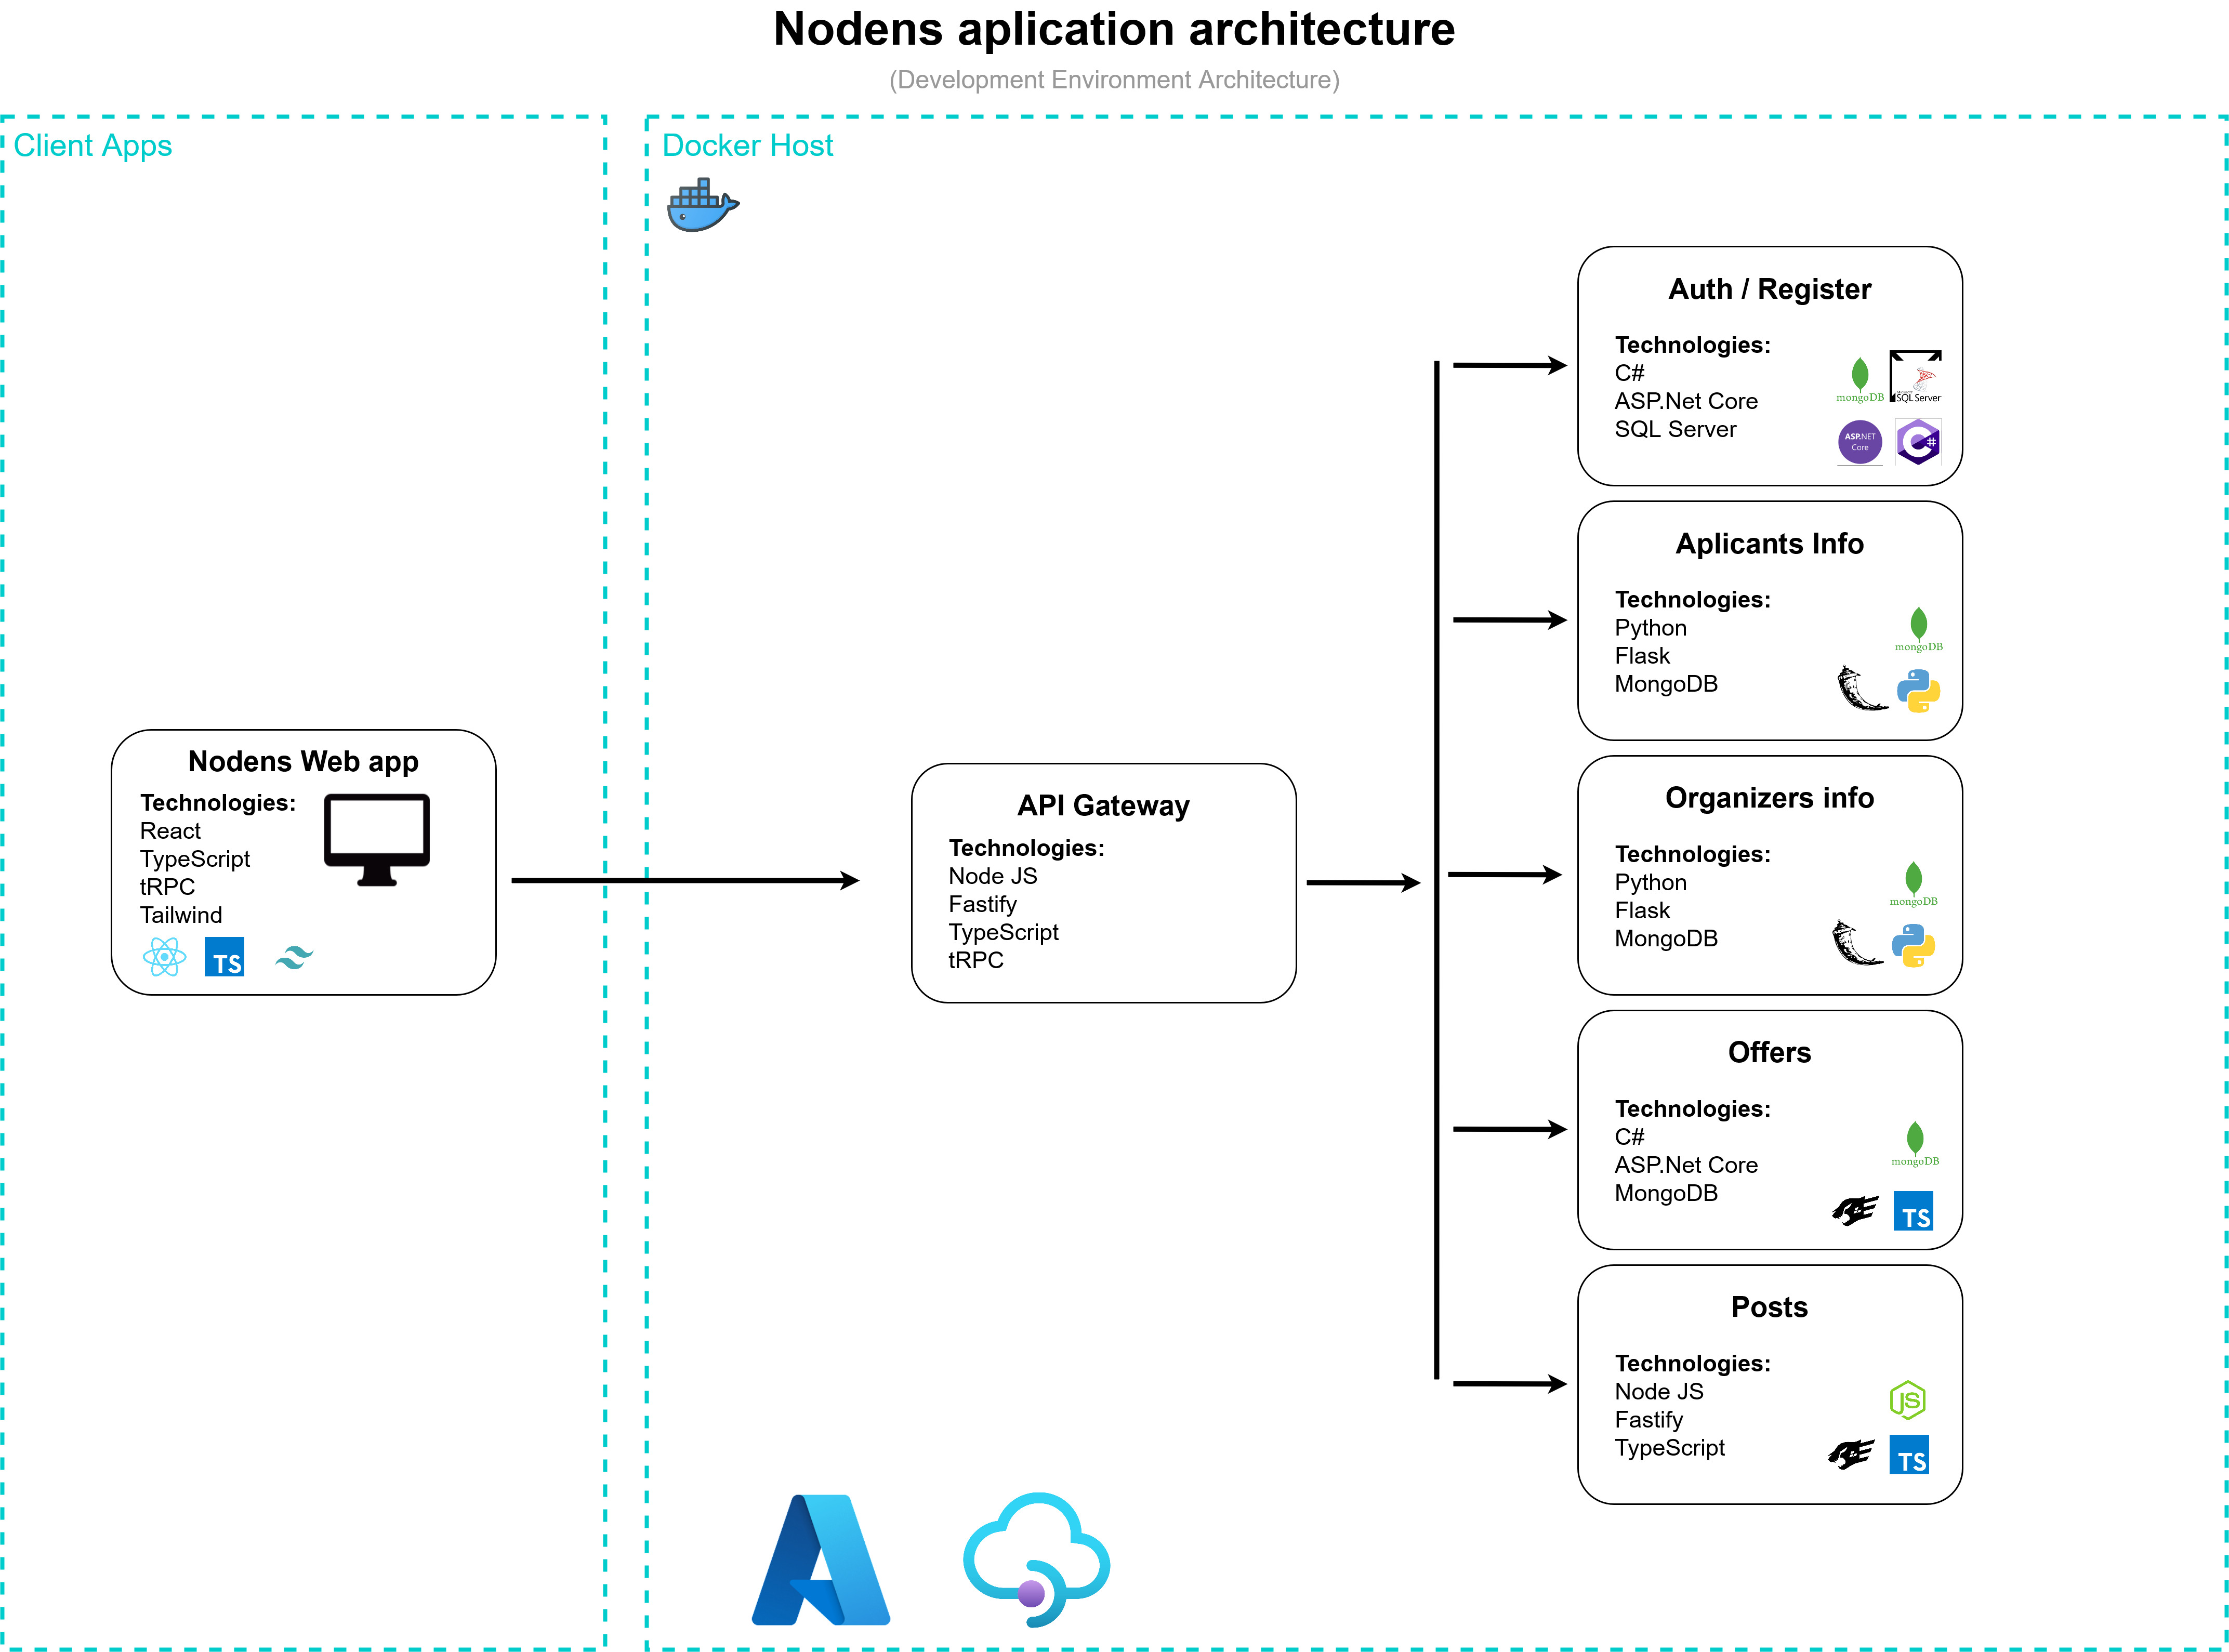 Nodens aplication architecture
(Development Environment Architecture)
Client Apps
Nodens Web app
Technologies:
React
TypeScript
tRPC
Tailwind
TS
Docker Host
API Gateway
Technologies:
Node JS
Fastify
TypeScript
tRPC
Auth / Register
Technologies:
C#
ASP.Net Core
SQL Server
mongoDB
Microsoft
SQL Server
ASP.NET
Core
C#
Aplicants Info
Technologies:
Python
Flask
MongoDB
mongoDB
Organizers info
Technologies:
Python
Flask
MongoDB
mongoDB
Offers
Technologies:
C#
ASP.Net Core
MongoDB
mongoDB
TS
Posts
Technologies:
Node JS
Fastify
TypeScript
JS
TS